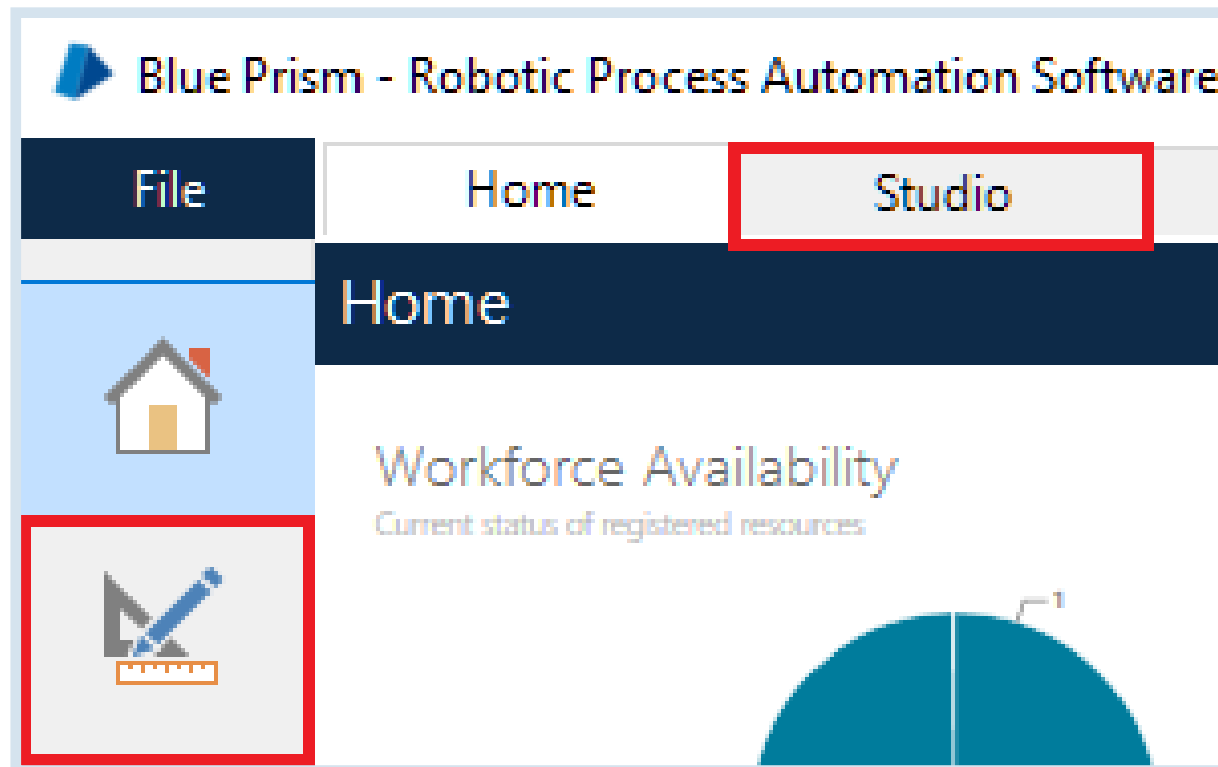 Blue Prism - Robotic Process Automation Software
File
Home
Studio
Home
Workforce Availability
Current status of registered resources
1